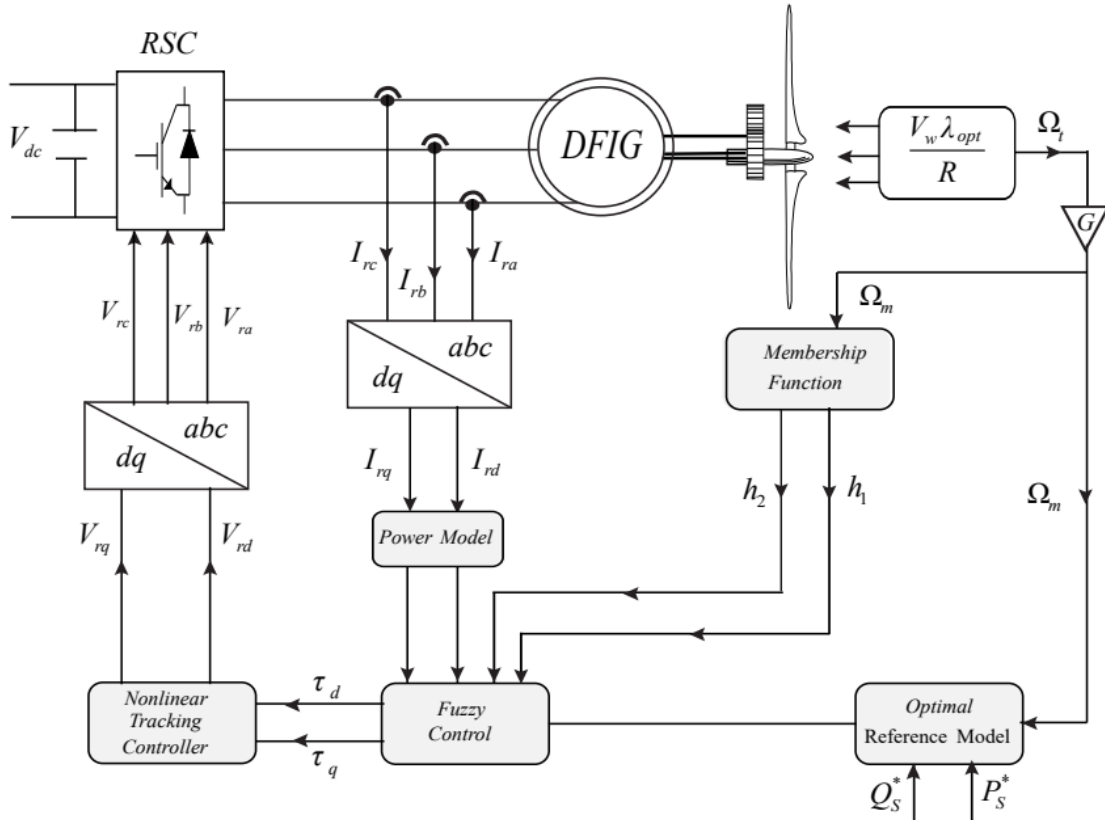 RSC
V_dc
DFIG
V_w λ_opt
R
Ω_t
G
I_rc
I_rb
I_ra
Ω_m
V_rc
V_rb
V_ra
abc
dq
Membership
Function
abc
dq
I_rq
I_rd
h_2
h_1
Ω_m
V_rq
V_rd
Power Model
Nonlinear
Tracking
Controller
τ_d
τ_q
Fuzzy
Control
Optimal
Reference Model
Q_S^*
P_S^*